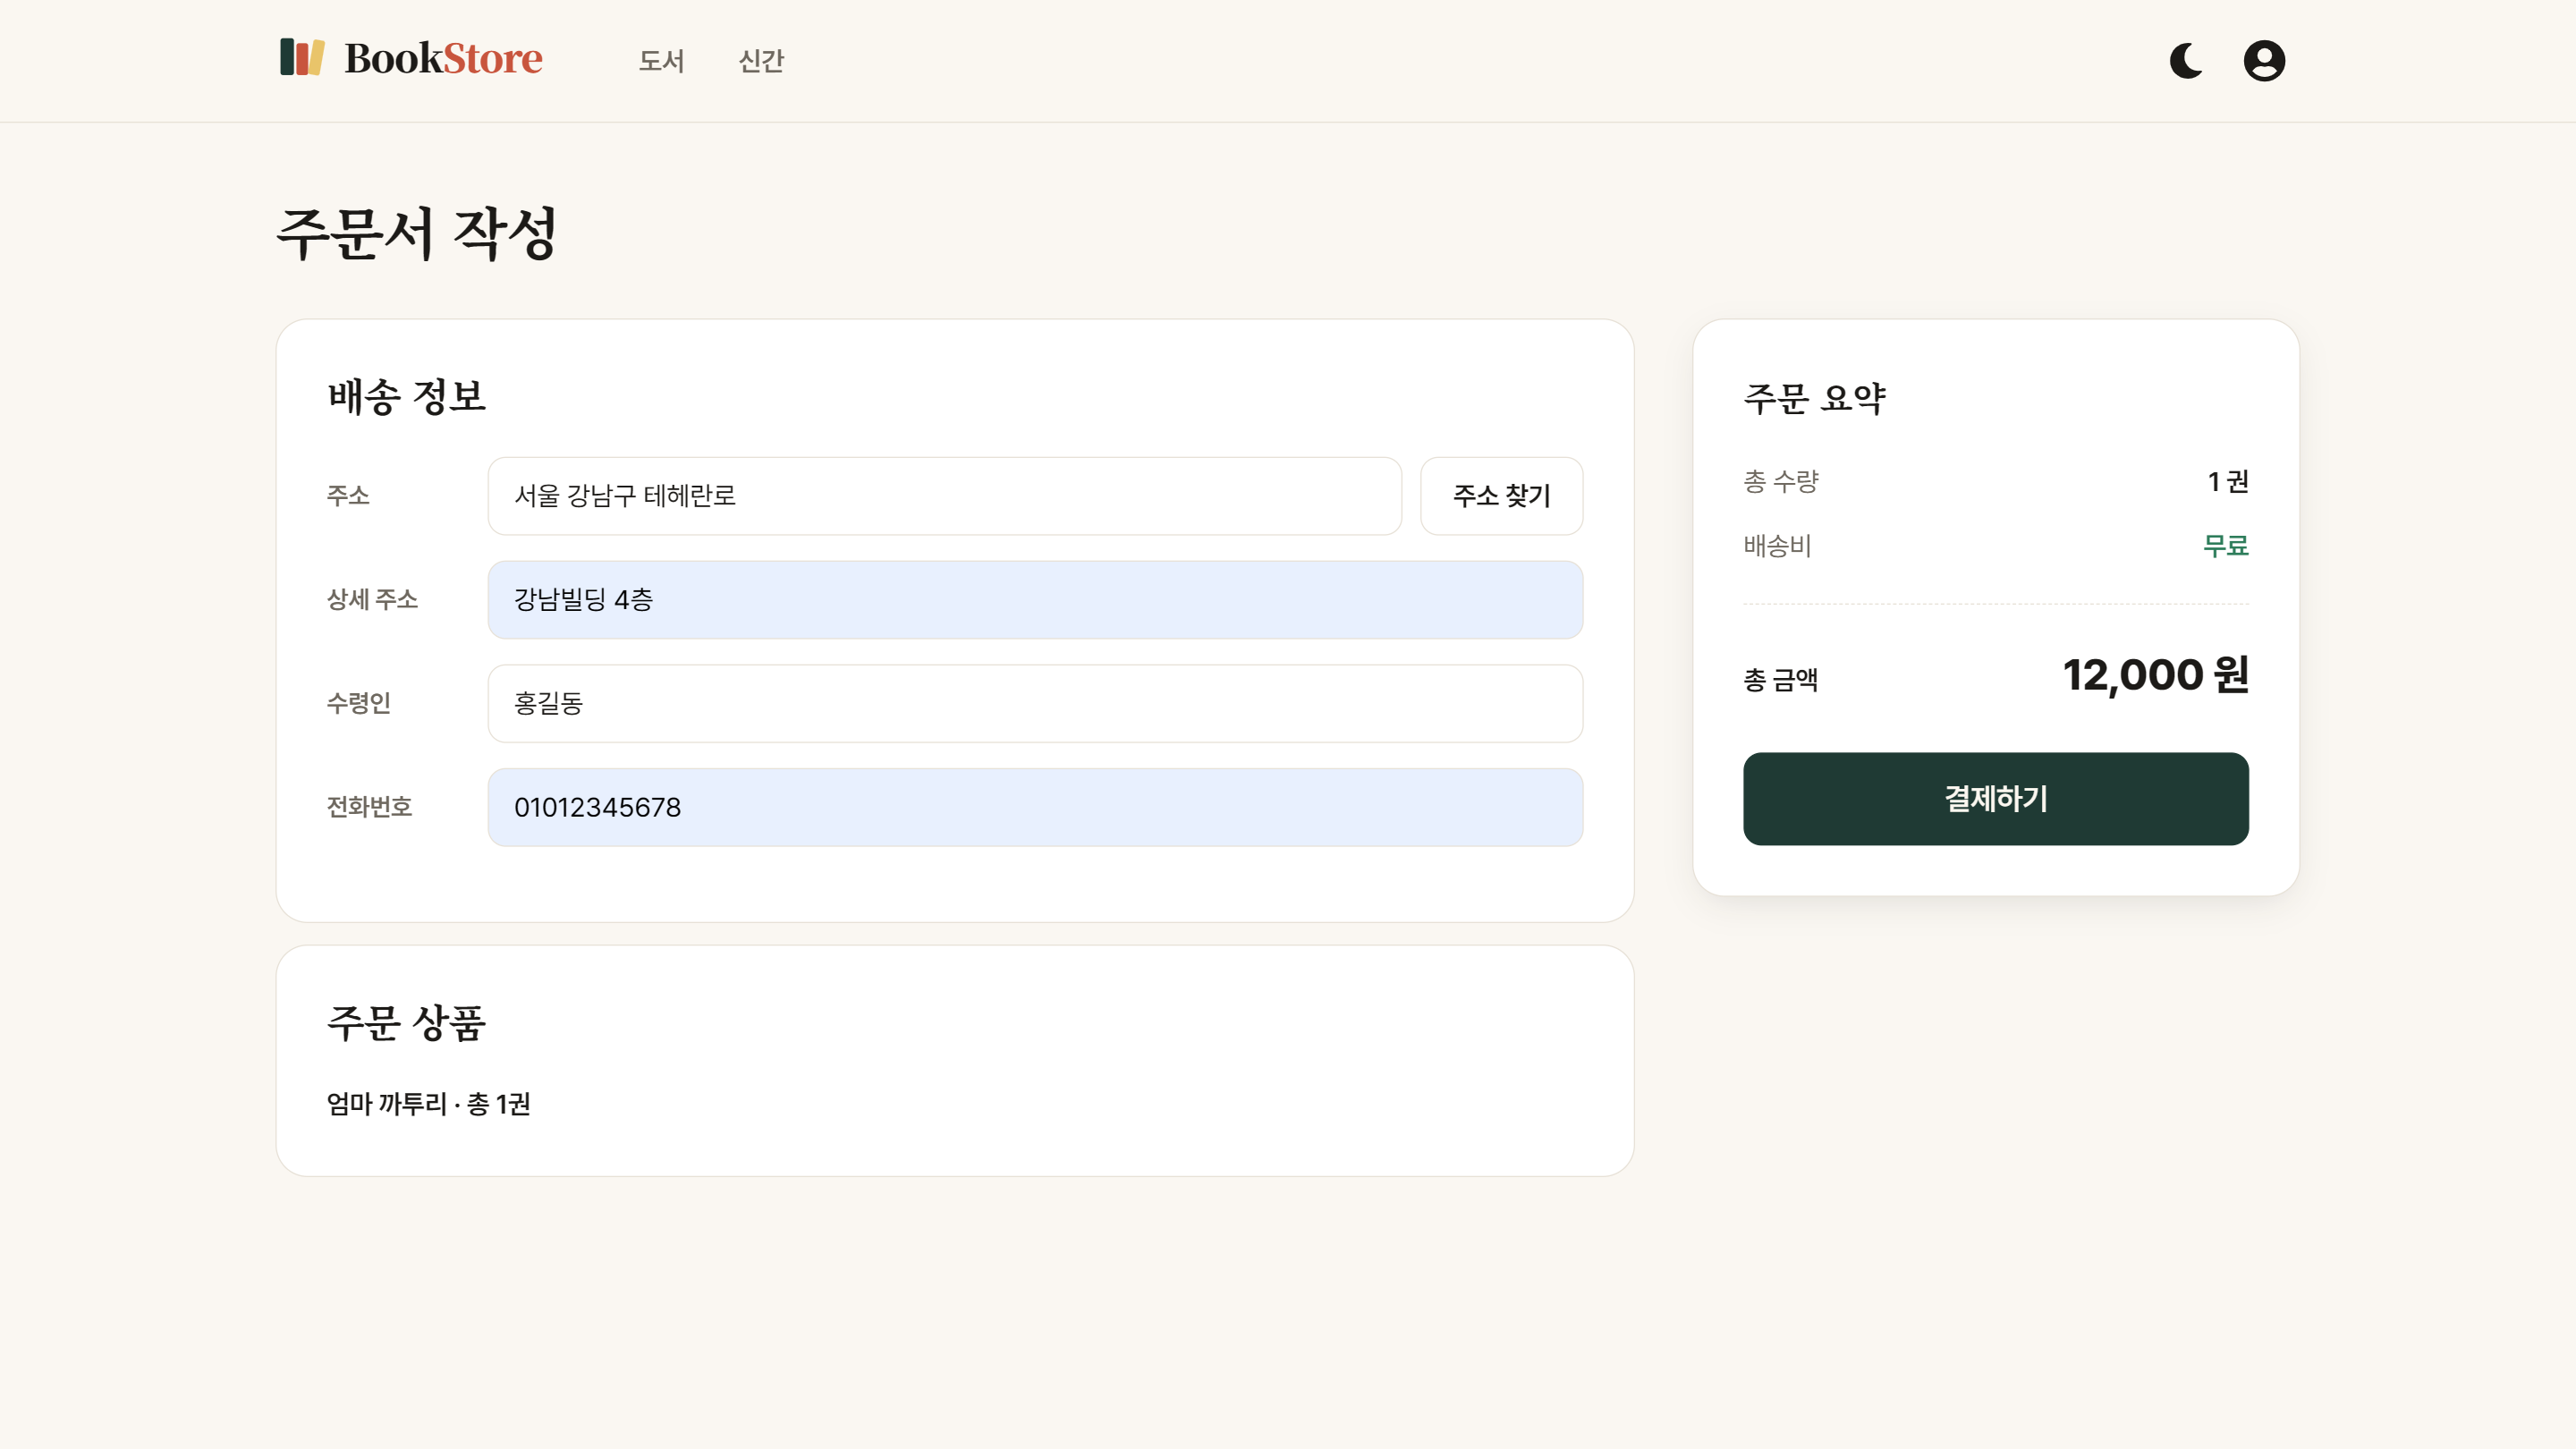 BookStore 도서 신간
주문서 작성
배송 정보
주소 서울 강남구 테헤란로 주소 찾기
상세 주소 강남빌딩 4층
수령인 홍길동
전화번호 01012345678
주문 상품
엄마 까투리 · 총 1권
주문 요약
총 수량 1 권
배송비 무료
총 금액 12,000 원
결제하기